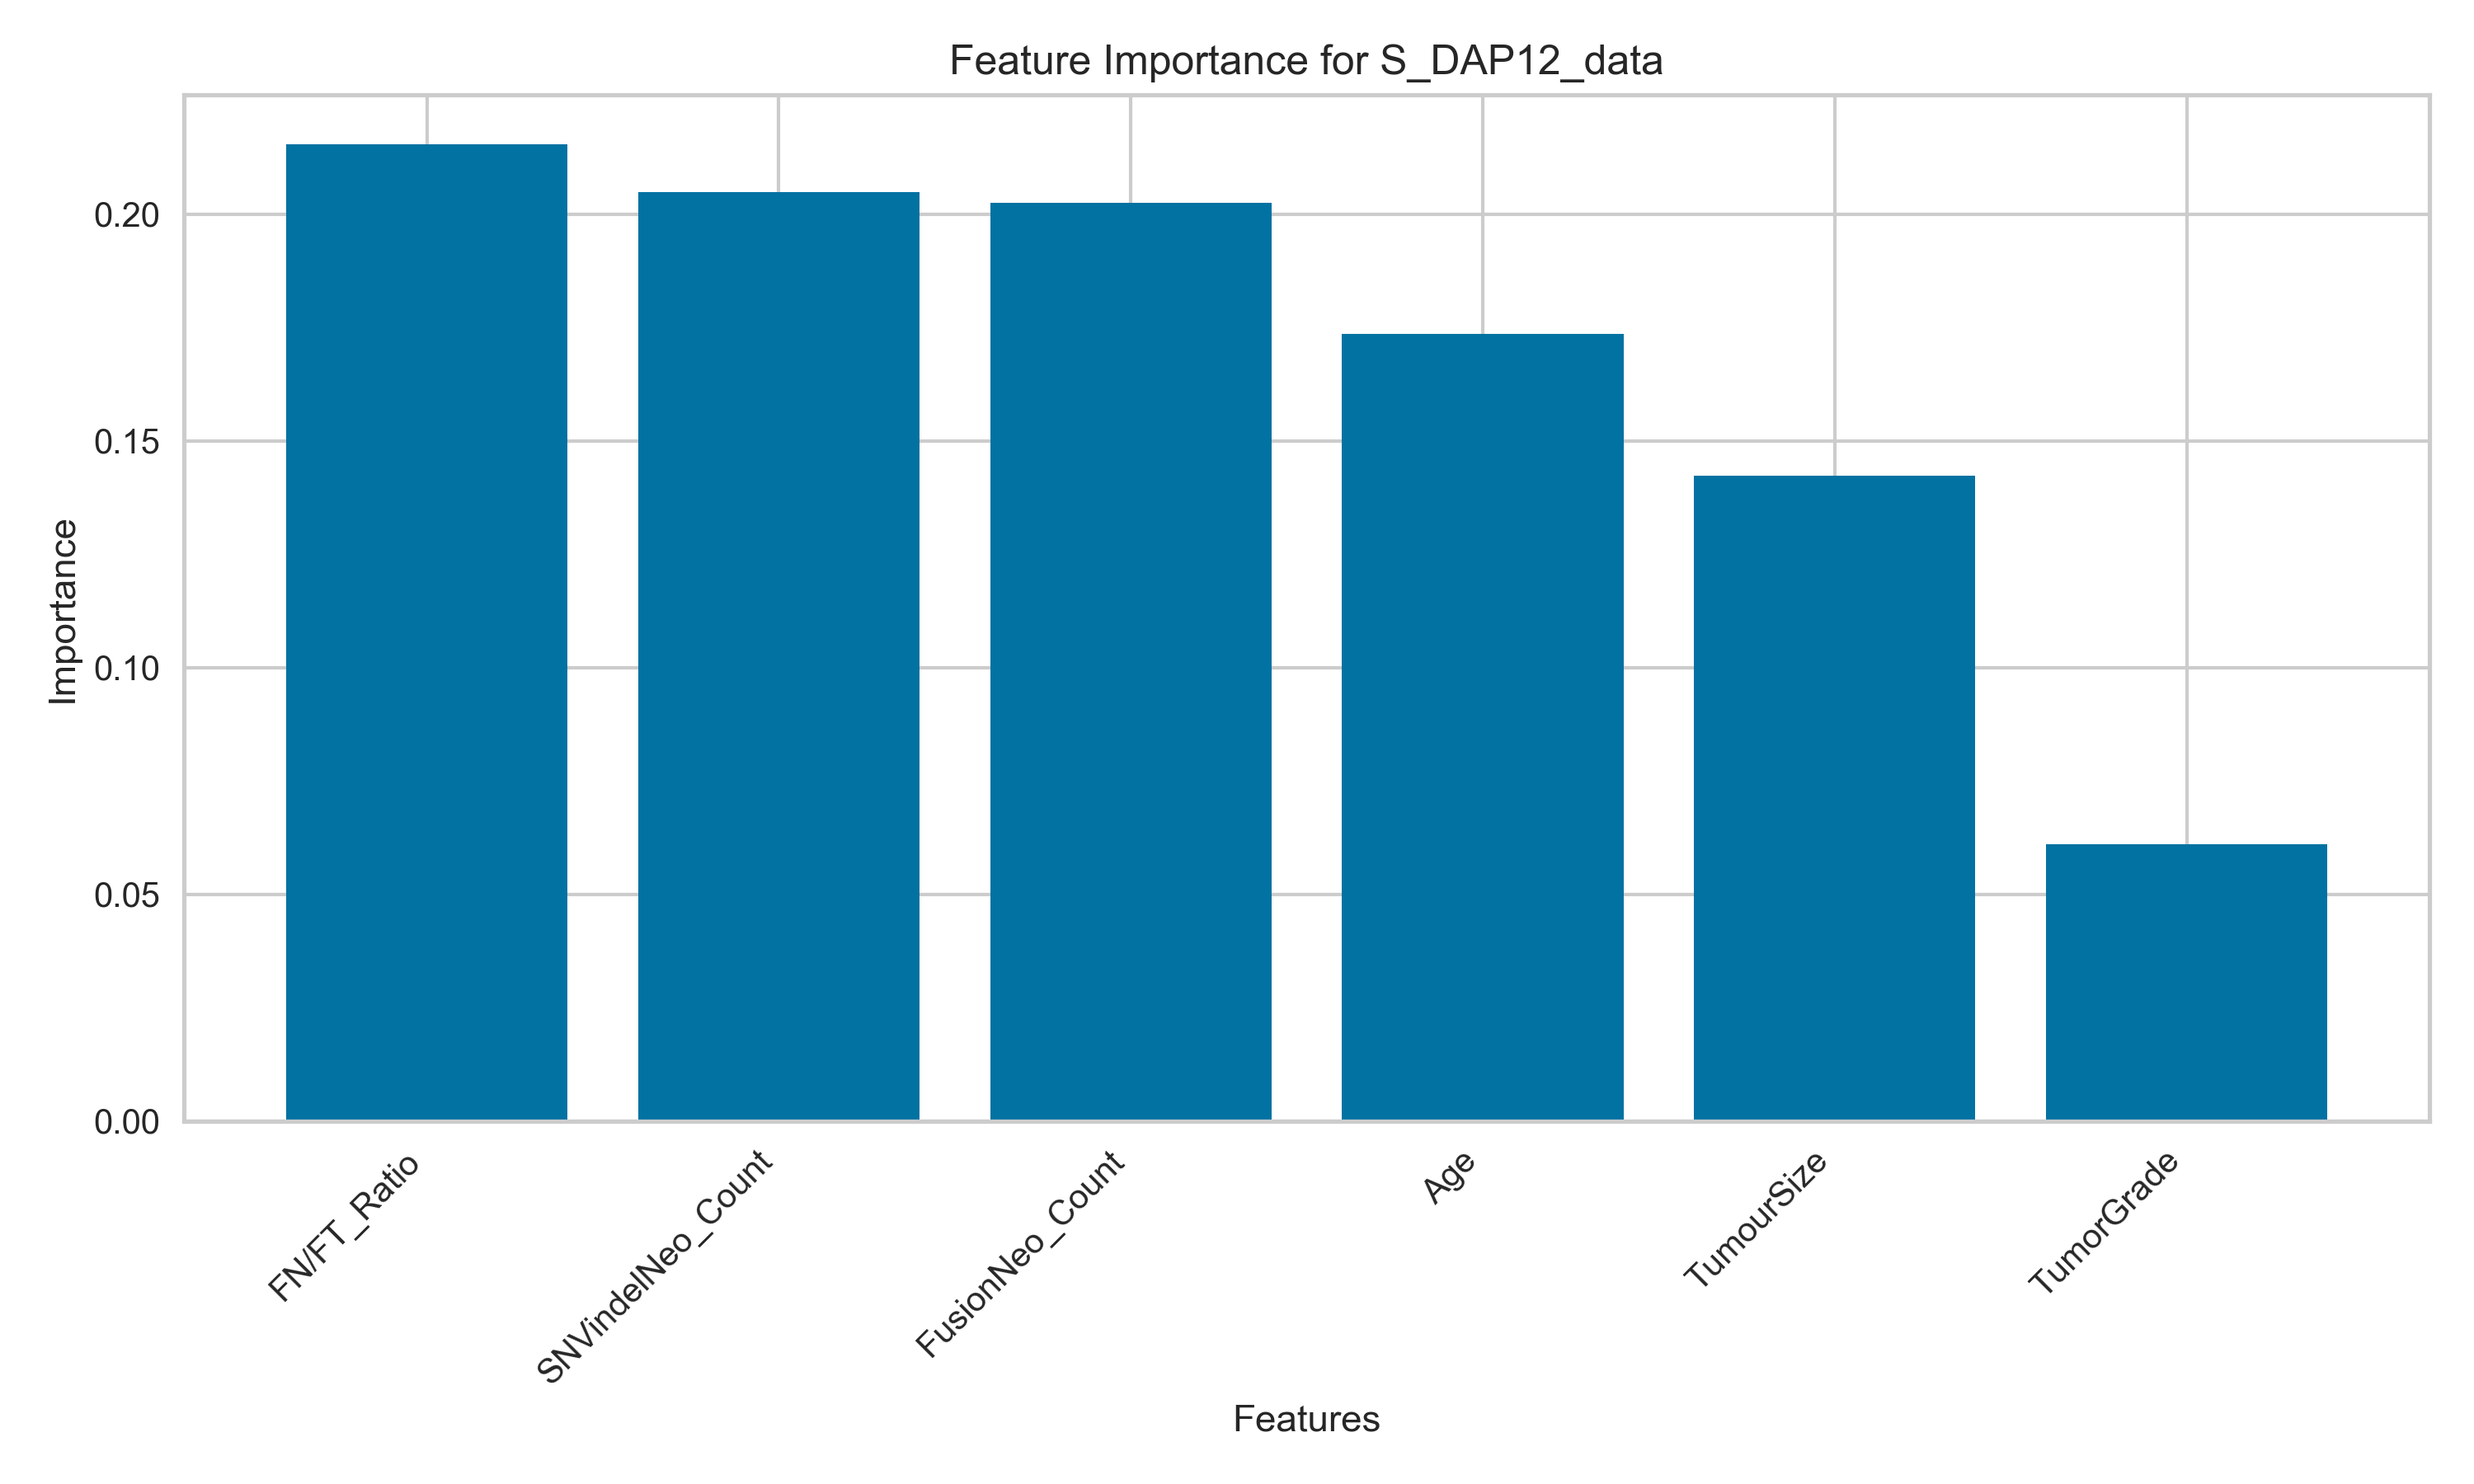 Feature Importance for S_DAP12_data
Importance
0.20
0.15
0.10
0.05
0.00
FN/FT_Ratio
SNVindelNeo_Count
FusionNeo_Count
Age
TumourSize
TumorGrade
Features